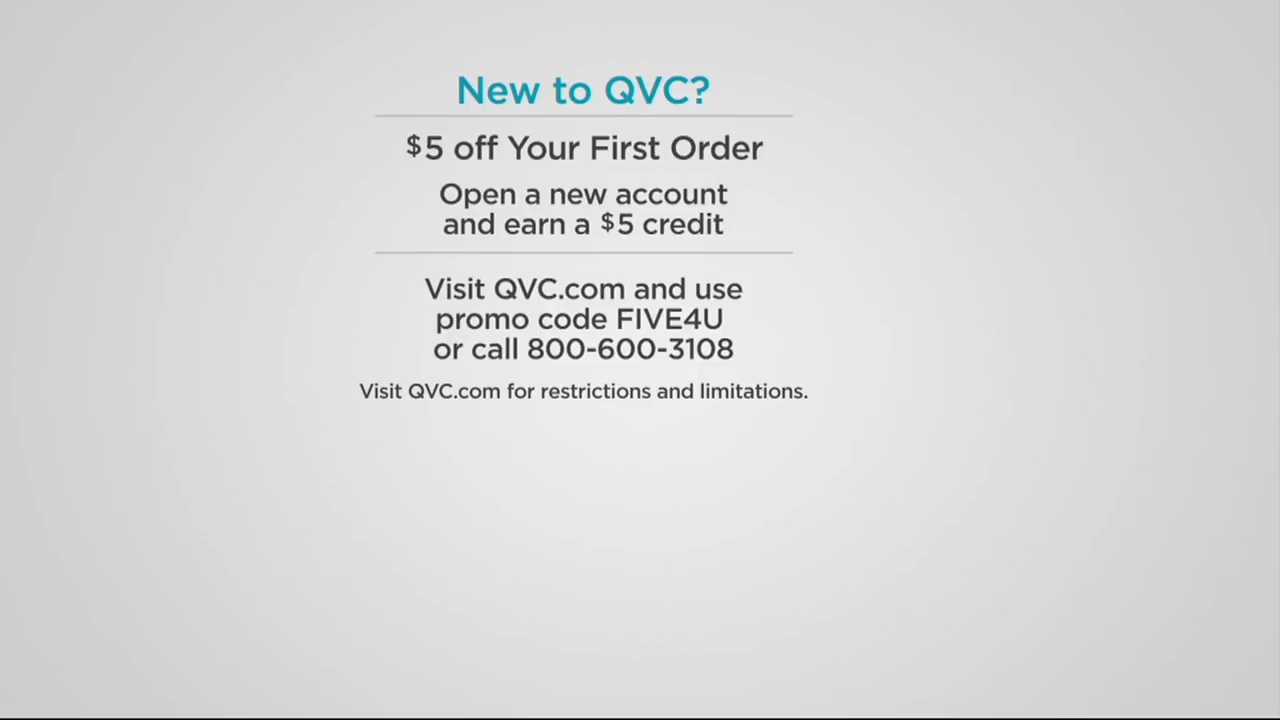 New to QVC?
$5 off Your First Order
Open a new account
and earn a $5 credit
Visit QVC.com and use
promo code FIVE4U
or call 800-600-3108
Visit QVC.com for restrictions and limitations.